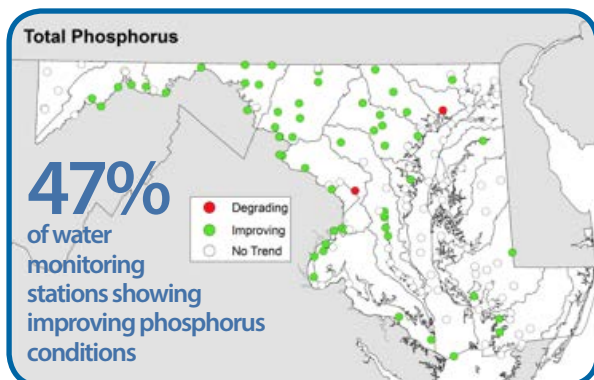 Total Phosphorus
47%
of water
monitoring
stations showing
improving phosphorus
conditions
Degrading
Improving
No Trend